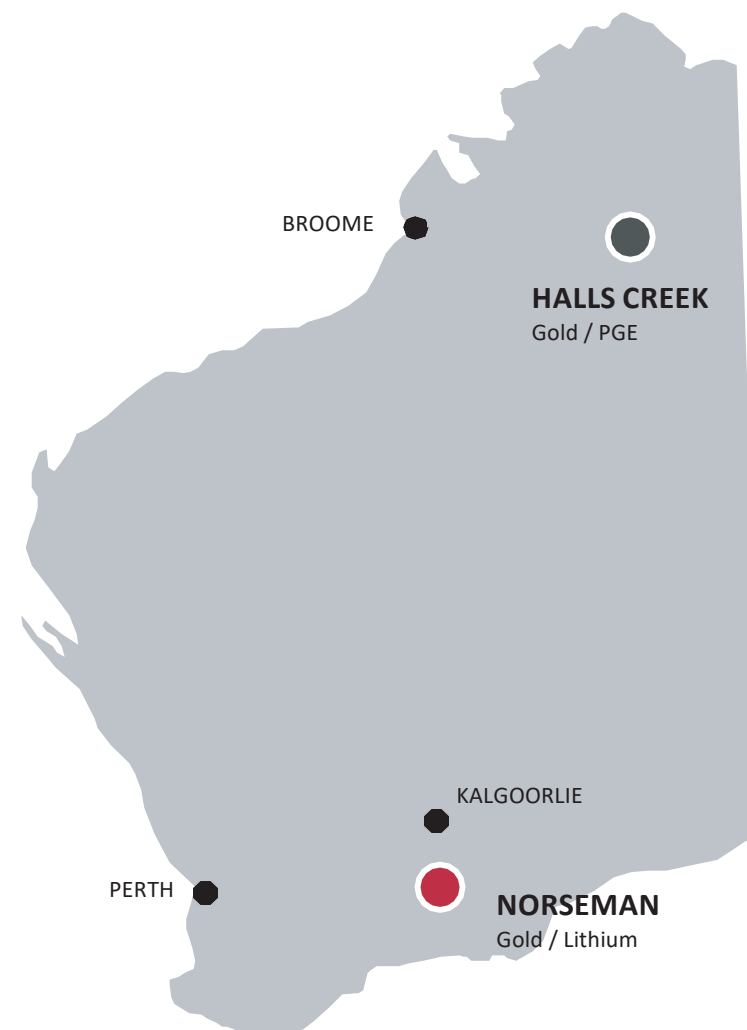 BROOME
HALLS CREEK
Gold / PGE
KALGOORLIE
PERTH
NORSEMAN
Gold / Lithium